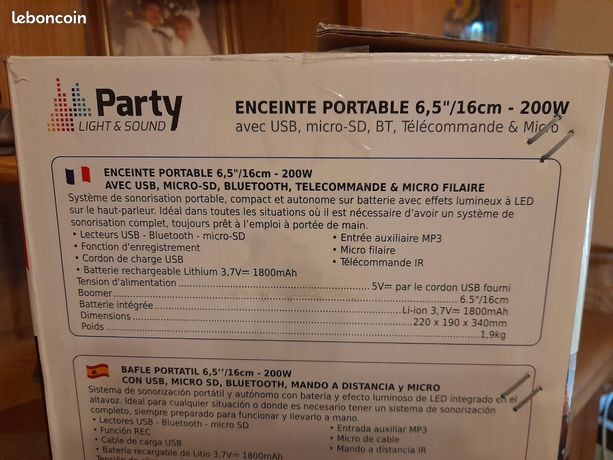 leboncoin
Party
LIGHT & SOUND
ENCEINTE PORTABLE 6,5"/16cm - 200W
avec USB, micro-SD, BT, Télécommande & Micro
ENCEINTE PORTABLE 6,5"/16cm - 200W
AVEC USB, MICRO-SD, BLUETOOTH, TELECOMMANDE & MICRO FILAIRE
Système de sonorisation portable, compact et autonome sur batterie avec effets lumineux à LED
sur le haut-parleur. Idéal dans toutes les situations où il est nécessaire d'avoir un système de
sonorisation complet, toujours prêt à l'emploi à portée de main.
• Lecteurs USB - Bluetooth - micro-SD
• Fonction d'enregistrement
• Cordon de charge USB
• Batterie rechargeable Lithium 3,7V⎓ 1800mAh
• Entrée auxiliaire MP3
• Micro filaire
• Télécommande IR
Tension d'alimentation 5V⎓ par le cordon USB fourni
Boomer 6.5"/16cm
Batterie intégrée Li-ion 3,7V⎓ 1800mAh
Dimensions 220 x 190 x 340mm
Poids 1,9kg
BAFLE PORTATIL 6,5''/16cm - 200W
CON USB, MICRO SD, BLUETOOTH, MANDO A DISTANCIA y MICRO
Sistema de sonorización portátil y autónomo con batería y efecto luminoso de LED integrado en el
altavoz. Ideal para cualquier situación o donde es necesario tener un sistema de sonorización
completo, siempre preparado para funcionar y llevarlo a mano.
• Lectores USB - Bluetooth - micro SD
• Función REC
• Cable de carga USB
• Batería recargable de Litio 3,7V⎓ 1800mAh
• Entrada auxiliar MP3
• Micro de cable
• Mando a distancia IR